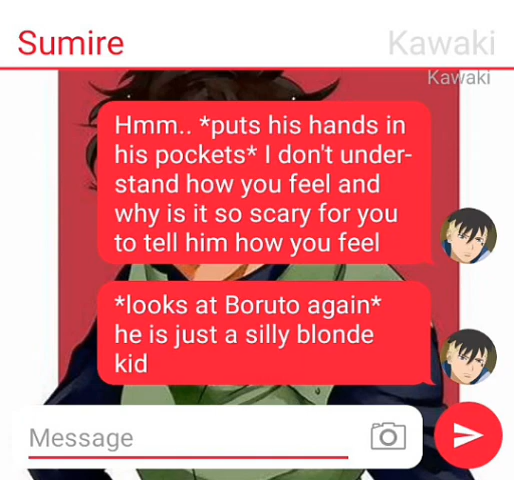 Sumire
Kawaki
Kawaki
Hmm.. *puts his hands in
his pockets* I don't under-
stand how you feel and
why is it so scary for you
to tell him how you feel
*looks at Boruto again*
he is just a silly blonde
kid
Message